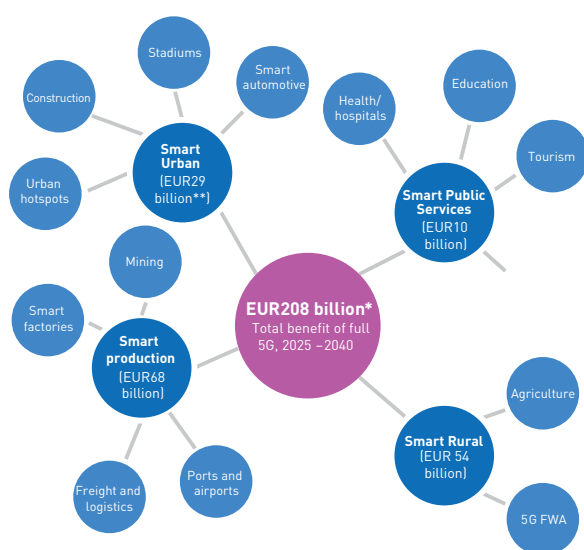 Stadiums
Smart
automotive
Construction
Urban
hotspots
Smart
Urban
(EUR29
billion**)
Health/
hospitals
Education
Tourism
Smart Public
Services
(EUR10
billion)
Mining
Smart
factories
Smart
production
(EUR68
billion)
Freight and
logistics
Ports and
airports
EUR208 billion*
Total benefit of full
5G, 2025 –2040
Agriculture
Smart Rural
(EUR 54
billion)
5G FWA